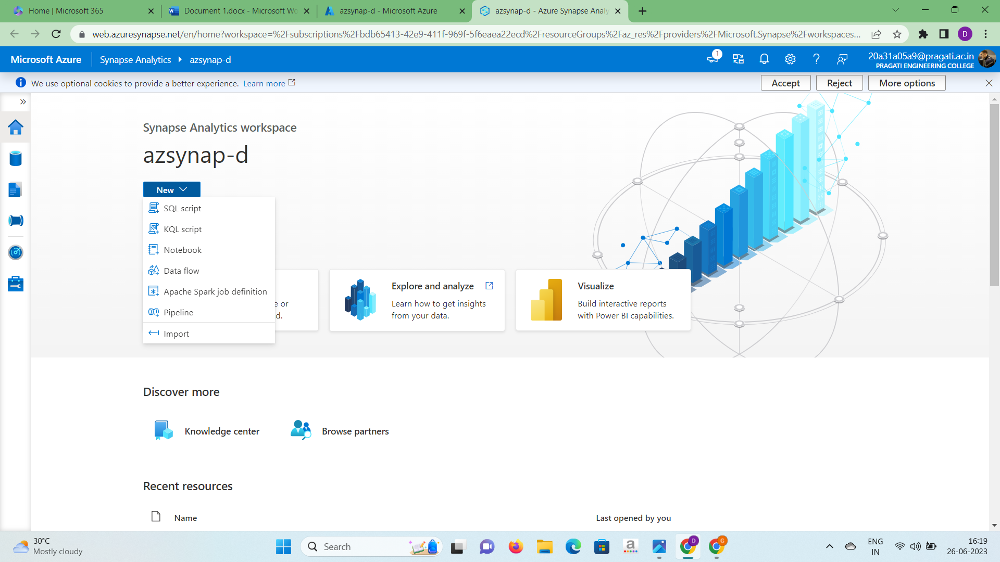 Home | Microsoft 365
Document 1.docx - Microsoft Wo
azsynap-d - Microsoft Azure
azsynap-d - Azure Synapse Analy
web.azuresynapse.net/en/home?workspace=%2Fsubscriptions%2Fbdb65413-42e9-411f-969f-5f6eaea22ecd%2FresourceGroups%2Faz_res%2Fproviders%2FMicrosoft.Synapse%2Fworkspaces...
D
Microsoft Azure
Synapse Analytics
azsynap-d
1
20a31a05a9@pragati.ac.in
PRAGATI ENGINEERING COLLEGE
We use optional cookies to provide a better experience. Learn more
Accept
Reject
More options
Synapse Analytics workspace
azsynap-d
New
SQL script
KQL script
Notebook
Data flow
Apache Spark job definition
Pipeline
Import
e or
d.
Explore and analyze
Learn how to get insights
from your data.
Visualize
Build interactive reports
with Power BI capabilities.
Discover more
Knowledge center
Browse partners
Recent resources
Name
Last opened by you
30°C
Mostly cloudy
Search
a
D
G
ENG
IN
16:19
26-06-2023